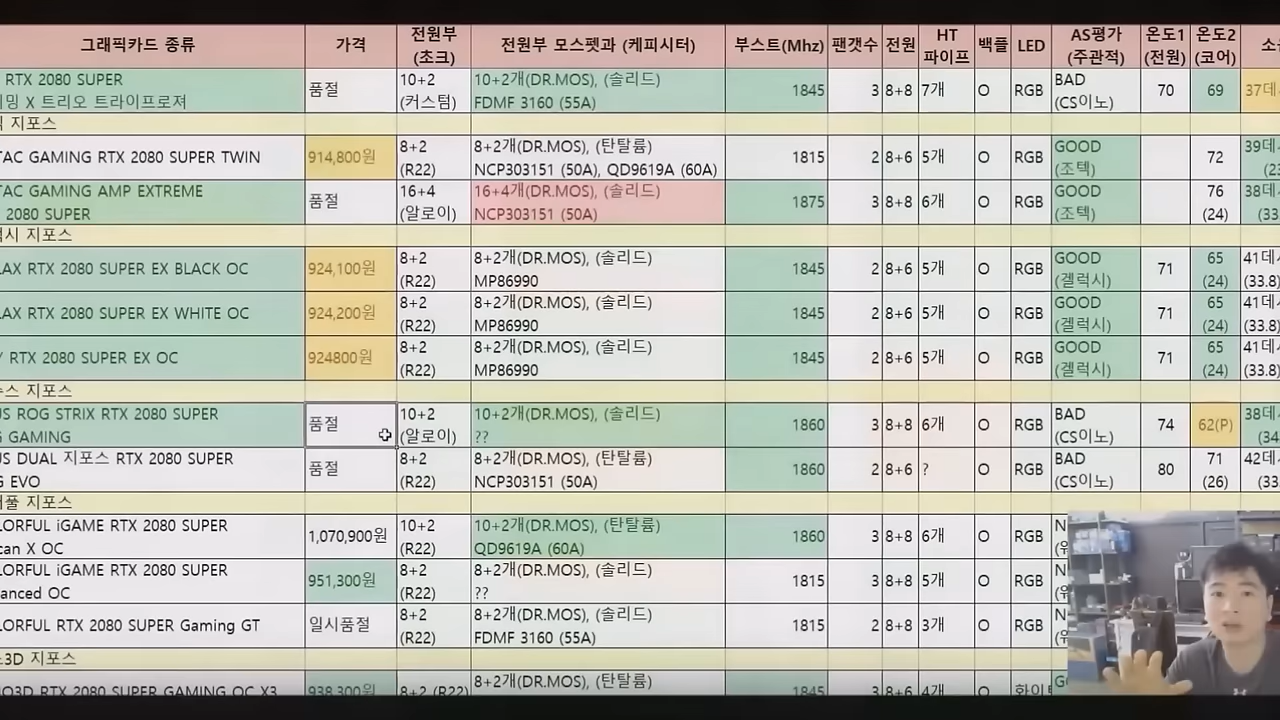 그래픽카드 종류 가격 전원부 (초크) 전원부 모스펫과 (케피시터) 부스트(Mhz) 팬갯수 전원 HT 파이프 백플 LED AS평가 (주관적) 온도1 (전원) 온도2 (코어)
RTX 2080 SUPER 품절 10+2 10+2개(DR.MOS), (솔리드) 1845 3 8+8 7개 O RGB BAD 70 69 37데
X 트리오 트라이프로져 (커스텀) FDMF 3160 (55A) (CS이노)
지포스
GAMING RTX 2080 SUPER TWIN 914,800원 8+2 8+2개(DR.MOS), (탄탈륨) 1815 2 8+6 5개 O RGB GOOD 72 39데
(R22) NCP303151 (50A), QD9619A (60A) (조텍)
GAMING AMP EXTREME 품절 16+4 16+4개(DR.MOS), (솔리드) 1875 3 8+8 6개 O RGB GOOD 76 38데
2080 SUPER (알로이) NCP303151 (50A) (조텍) (24) (33
지포스
RTX 2080 SUPER EX BLACK OC 924,100원 8+2 8+2개(DR.MOS), (솔리드) 1845 2 8+6 5개 O RGB GOOD 71 65 41데
(R22) MP86990 (겔럭시) (24) (33.8)
RTX 2080 SUPER EX WHITE OC 924,200원 8+2 8+2개(DR.MOS), (솔리드) 1845 2 8+6 5개 O RGB GOOD 71 65 41데
(R22) MP86990 (겔럭시) (24) (33.8)
RTX 2080 SUPER EX OC 924800원 8+2 8+2개(DR.MOS), (솔리드) 1845 2 8+6 5개 O RGB GOOD 71 65 41데
(R22) MP86990 (겔럭시) (24) (33.8)
지포스
ROG STRIX RTX 2080 SUPER 품절 10+2 10+2개(DR.MOS), (솔리드) 1860 3 8+8 6개 O RGB BAD 74 62(P) 38데
GAMING (알로이) ?? (CS이노) (34
DUAL 지포스 RTX 2080 SUPER 품절 8+2 8+2개(DR.MOS), (탄탈륨) 1860 2 8+6 ? O RGB BAD 80 71 42데
EVO (R22) NCP303151 (50A) (CS이노) (26) (33
지포스
iGAME RTX 2080 SUPER 1,070,900원 10+2 10+2개(DR.MOS), (탄탈륨) 1860 3 8+8 6개 O RGB
X OC (R22) QD9619A (60A)
iGAME RTX 2080 SUPER 951,300원 8+2 8+2개(DR.MOS), (솔리드) 1815 3 8+8 5개 O RGB
OC (R22) ??
RTX 2080 SUPER Gaming GT 일시품절 8+2 8+2개(DR.MOS), (솔리드) 1815 2 8+8 3개 O RGB
(R22) FDMF 3160 (55A)
지포스
RTX 2080 SUPER GAMING OC X3 938,300원 8+2 (R22) 8+2개(DR.MOS), (탄탈륨) 1845 3 8+8 4개 O